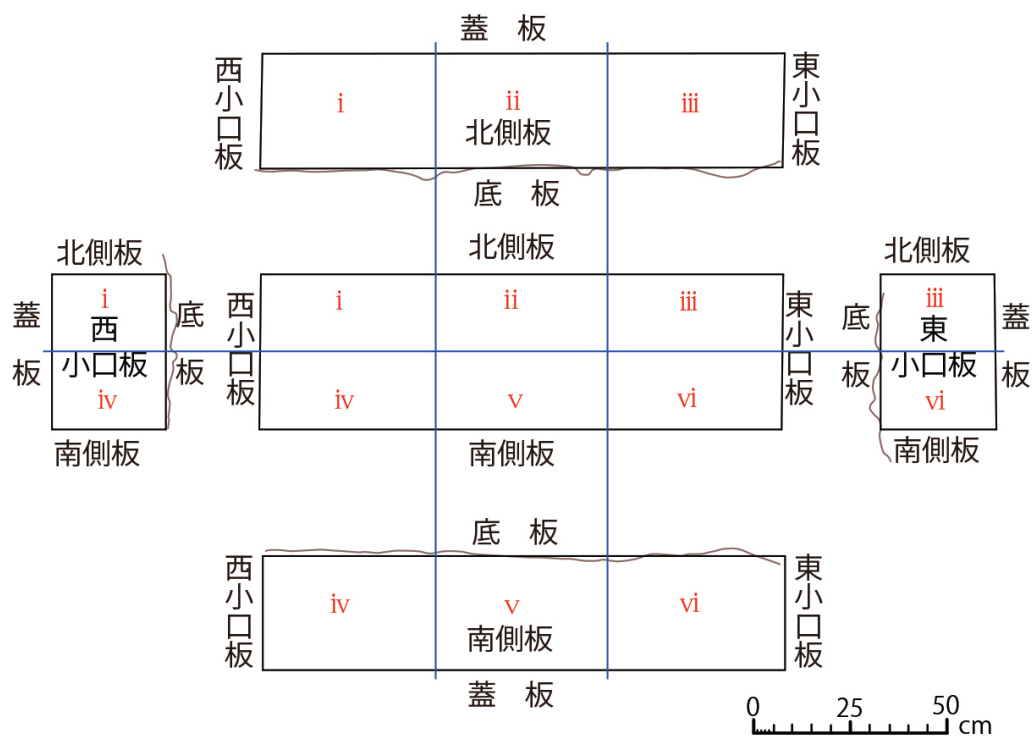 蓋 板
西小口板
i
ii
iii
北側板
東小口板
底 板
北側板
蓋板
i
西
小口板
iv
底板
南側板
北側板
西小口板
i
ii
iii
iv
v
vi
東小口板
南側板
北側板
底板
iii
東
小口板
vi
蓋板
南側板
底 板
西小口板
iv
v
vi
南側板
東小口板
蓋 板
0 25 50
cm